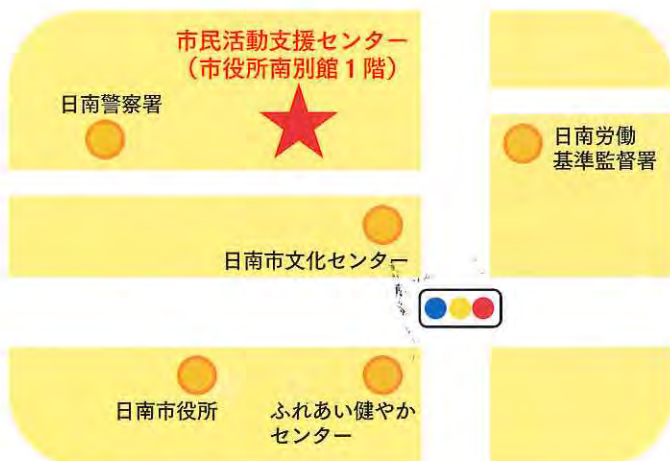 市民活動支援センター
（市役所南別館１階）
日南警察署
日南労働
基準監督署
日南市文化センター
日南市役所
ふれあい健やか
センター